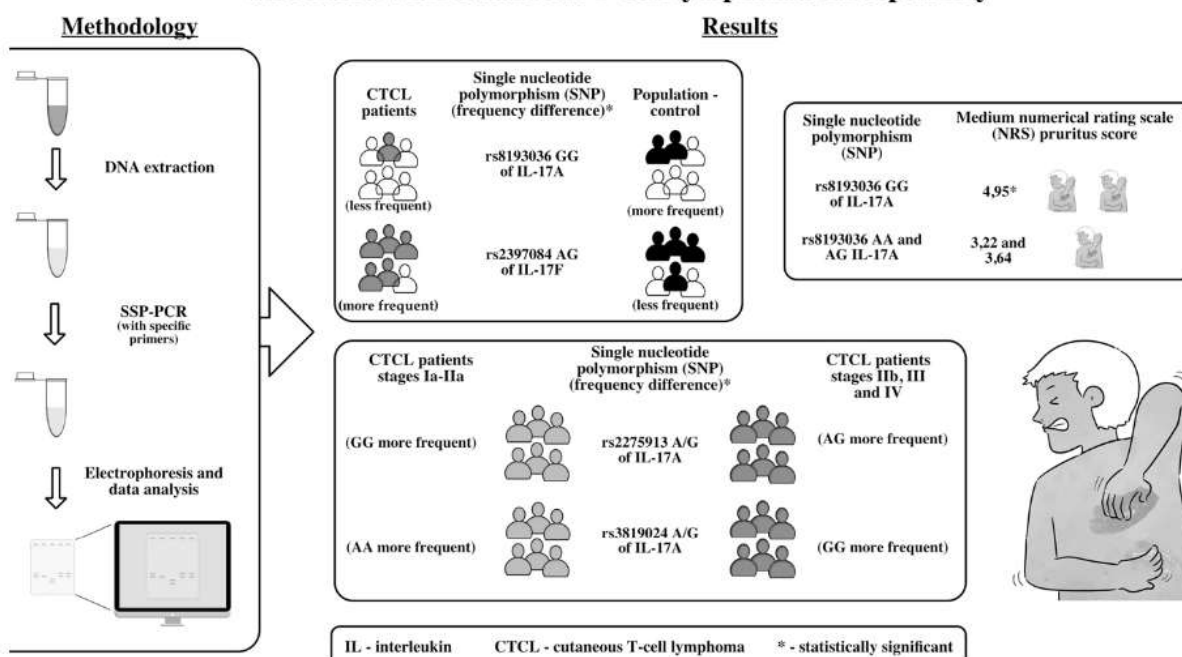 Methodology
DNA extraction
SSP-PCR
(with specific
primers)
Electrophoresis and
data analysis
Results
CTCL
patients
Single nucleotide
polymorphism (SNP)
(frequency difference)*
Population -
control
rs8193036 GG
of IL-17A
(less frequent)
(more frequent)
rs2397084 AG
of IL-17F
(more frequent)
(less frequent)
Single nucleotide
polymorphism
(SNP)
Medium numerical rating scale
(NRS) pruritus score
rs8193036 GG
of IL-17A
4,95*
rs8193036 AA and
AG IL-17A
3,22 and
3,64
CTCL patients
stages Ia-IIa
Single nucleotide
polymorphism (SNP)
(frequency difference)*
CTCL patients
stages IIb, III
and IV
(GG more frequent)
rs2275913 A/G
of IL-17A
(AG more frequent)
(AA more frequent)
rs3819024 A/G
of IL-17A
(GG more frequent)
IL - interleukin CTCL - cutaneous T-cell lymphoma * - statistically significant